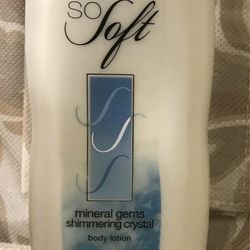 SO
Soft
mineral gems
shimmering crystal
body lotion